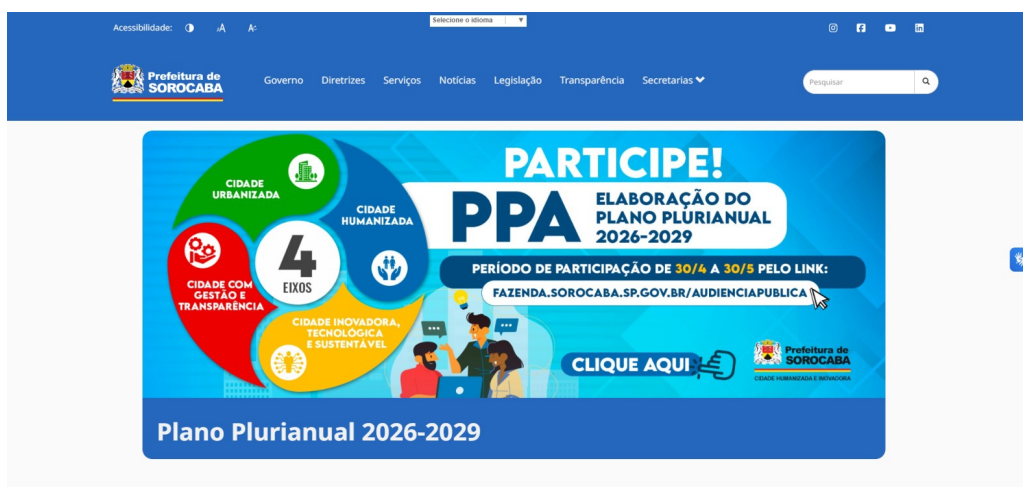 Acessibilidade:
A
A
Selecione o idioma ▼
Prefeitura de
SOROCABA
Governo Diretrizes Serviços Notícias Legislação Transparência Secretarias
Pesquisar
CIDADE
URBANIZADA
CIDADE
HUMANIZADA
4
EIXOS
CIDADE COM
GESTÃO E
TRANSPARÊNCIA
CIDADE INOVADORA,
TECNOLÓGICA
E SUSTENTÁVEL
PARTICIPE!
PPA
ELABORAÇÃO DO
PLANO PLURIANUAL
2026-2029
PERÍODO DE PARTICIPAÇÃO DE 30/4 A 30/5 PELO LINK:
FAZENDA.SOROCABA.SP.GOV.BR/AUDIENCIAPUBLICA
CLIQUE AQUI
Prefeitura de
SOROCABA
CIDADE HUMANIZADA E INOVADORA
Plano Plurianual 2026-2029